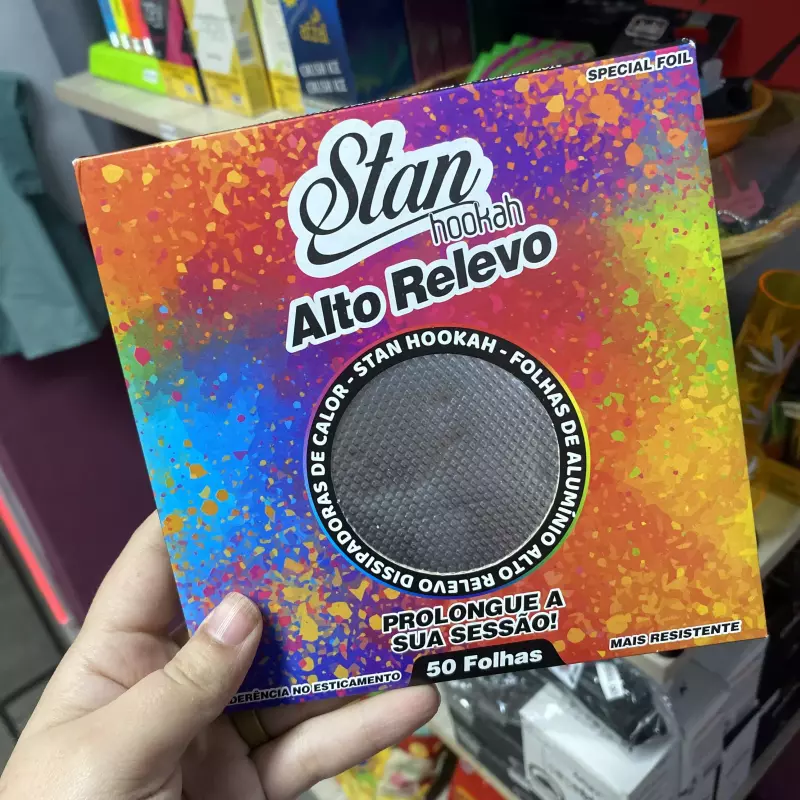 SPECIAL FOIL
Stan
hookah
Alto Relevo
STAN HOOKAH - FOLHAS DE ALUMÍNIO ALTO RELEVO DISSIPADORAS DE CALOR -
PROLONGUE A
SUA SESSÃO!
50 Folhas
MAIS RESISTENTE
DERÊNCIA NO ESTICAMENTO